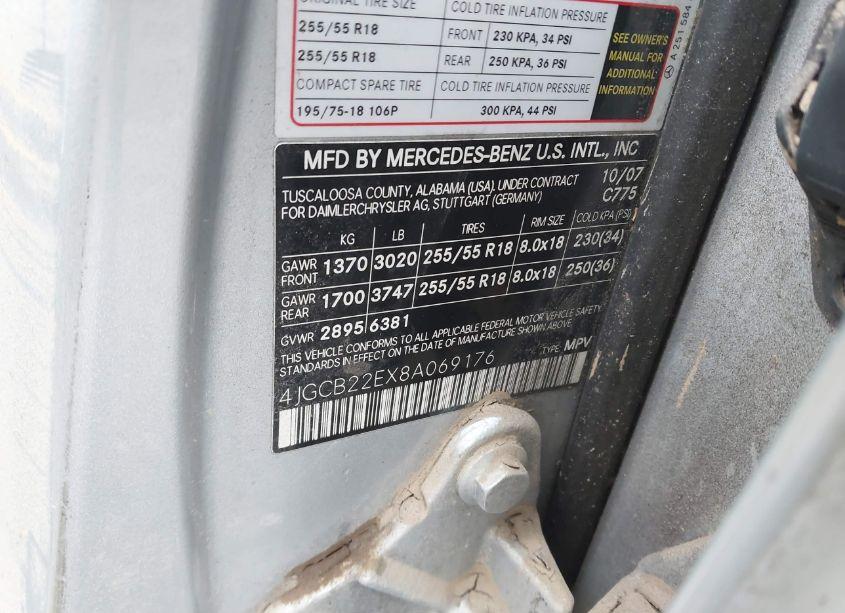 ORIGINAL TIRE SIZE COLD TIRE INFLATION PRESSURE
255/55 R18 FRONT 230 KPA, 34 PSI
255/55 R18 REAR 250 KPA, 36 PSI
COMPACT SPARE TIRE COLD TIRE INFLATION PRESSURE
195/75-18 106P 300 KPA, 44 PSI
SEE OWNER'S
MANUAL FOR
ADDITIONAL
INFORMATION
A 251 584
MFD BY MERCEDES-BENZ U.S. INTL., INC
TUSCALOOSA COUNTY, ALABAMA (USA), UNDER CONTRACT 10/07
FOR DAIMLERCHRYSLER AG, STUTTGART (GERMANY) C775
KG LB TIRES RIM SIZE COLD KPA (PSI)
GAWR FRONT 1370 3020 255/55 R18 8.0x18 230(34)
GAWR REAR 1700 3747 255/55 R18 8.0x18 250(36)
GVWR 2895 6381
THIS VEHICLE CONFORMS TO ALL APPLICABLE FEDERAL MOTOR VEHICLE SAFETY
STANDARDS IN EFFECT ON THE DATE OF MANUFACTURE SHOWN ABOVE.
4JGCB22EX8A069176 TYPE: MPV